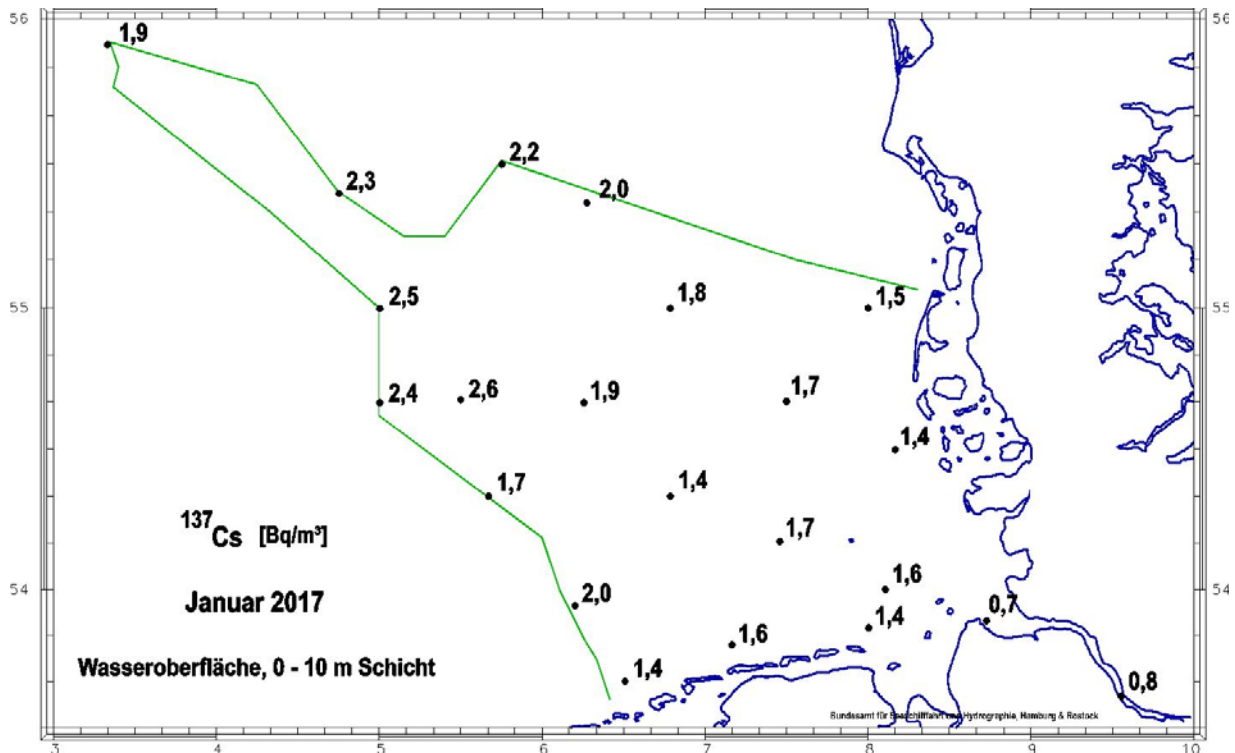 56 56
1,9
2,2
2,3
2,0
55 2,5 1,8 1,5 55
2,4 2,6 1,9 1,7
1,4
1,7 1,4
¹³⁷Cs [Bq/m³] 1,7
54 1,6 54
Januar 2017 2,0 0,7
1,4
1,6
Wasseroberfläche, 0 - 10 m Schicht 1,4 0,8
Bundesamt für Seeschifffahrt und Hydrographie, Hamburg & Rostock
3 4 5 6 7 8 9 10